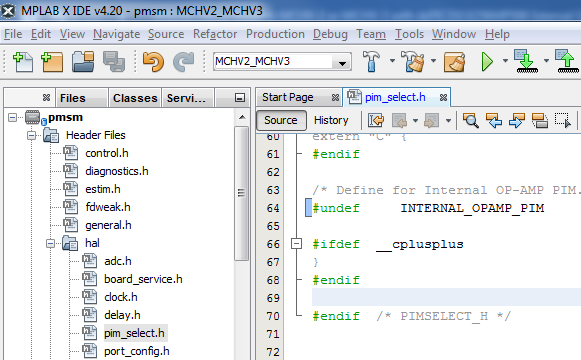 MPLAB X IDE v4.20 - pmsm : MCHV2_MCHV3
File Edit View Navigate Source Refactor Production Debug Team Tools Window Help
MCHV2_MCHV3
Files Classes Servi...
Start Page pim_select.h
pmsm
Source History
Header Files
control.h
diagnostics.h
estim.h
fdweak.h
general.h
hal
adc.h
board_service.h
clock.h
delay.h
pim_select.h
port_config.h
60 extern "C" {
61 #endif
62
63 /* Define for Internal OP-AMP PIM.
64 #undef INTERNAL_OPAMP_PIM
65
66 #ifdef __cplusplus
67 }
68 #endif
69
70 #endif /* PIMSELECT_H */
71
72